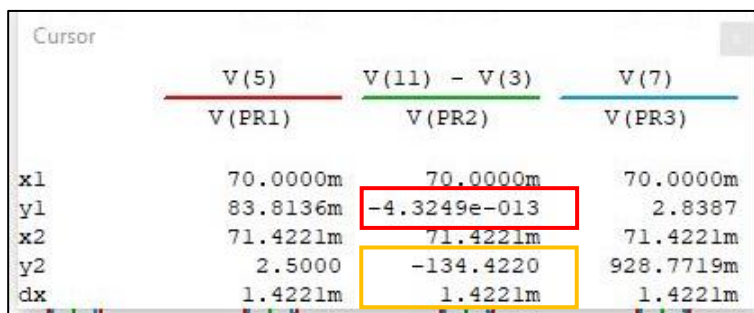 Cursor
V(5) V(11) - V(3) V(7)
V(PR1) V(PR2) V(PR3)
x1 70.0000m 70.0000m 70.0000m
y1 83.8136m -4.3249e-013 2.8387
x2 71.4221m 71.4221m 71.4221m
y2 2.5000 -134.4220 928.7719m
dx 1.4221m 1.4221m 1.4221m